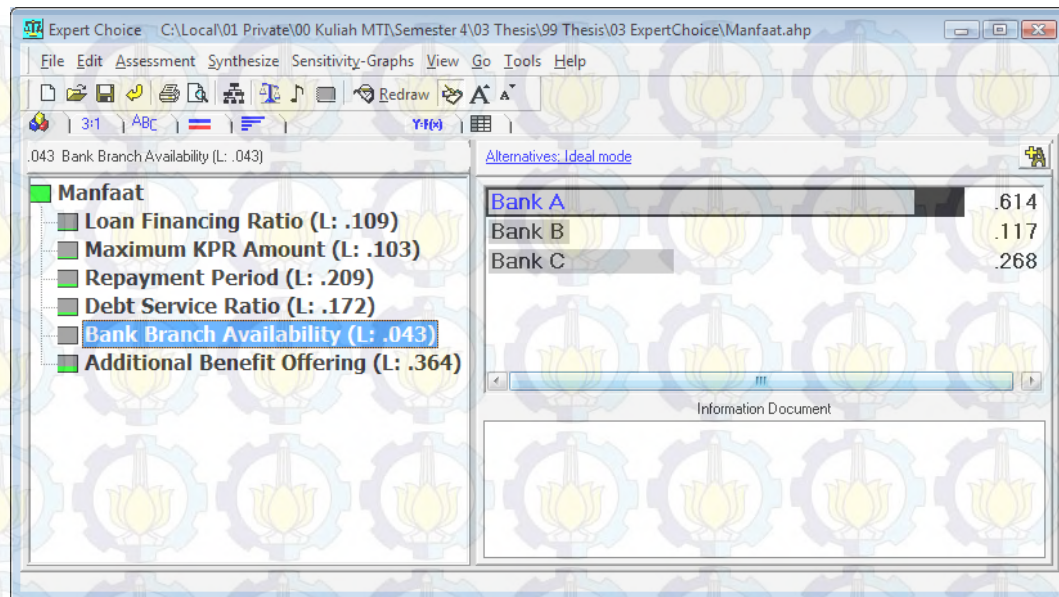 Expert Choice C:\Local\01 Private\00 Kuliah MTI\Semester 4\03 Thesis\99 Thesis\03 ExpertChoice\Manfaat.ahp
File Edit Assessment Synthesize Sensitivity-Graphs View Go Tools Help
Redraw A A
3:1 ABC Y=F(x)
.043 Bank Branch Availability (L: .043)
Alternatives: Ideal mode
Manfaat
Loan Financing Ratio (L: .109)
Maximum KPR Amount (L: .103)
Repayment Period (L: .209)
Debt Service Ratio (L: .172)
Bank Branch Availability (L: .043)
Additional Benefit Offering (L: .364)
Bank A .614
Bank B .117
Bank C .268
Information Document